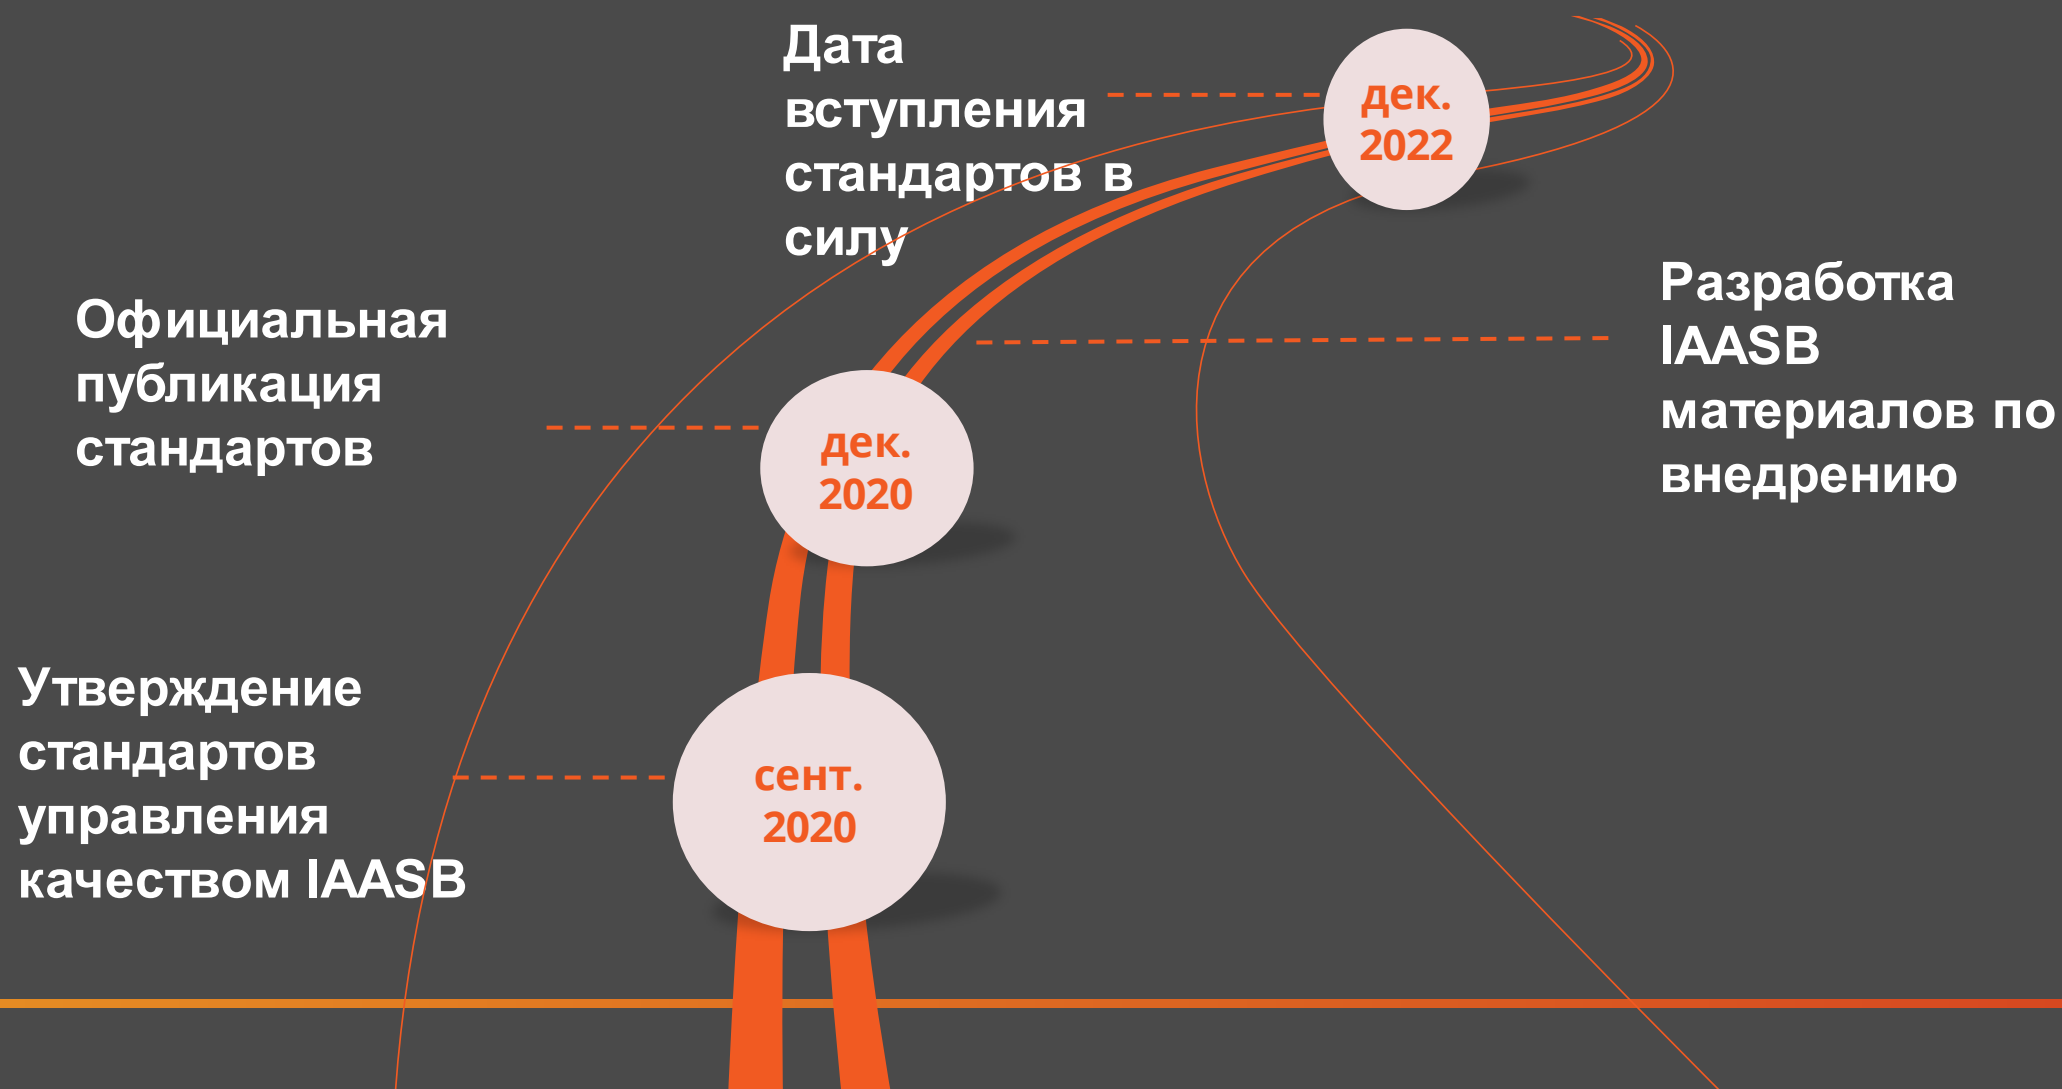 Дата
вступления
стандартов в
силу
дек.
2022
Официальная
публикация
стандартов
дек.
2020
Разработка
IAASB
материалов по
внедрению
Утверждение
стандартов
управления
качеством IAASB
сент.
2020